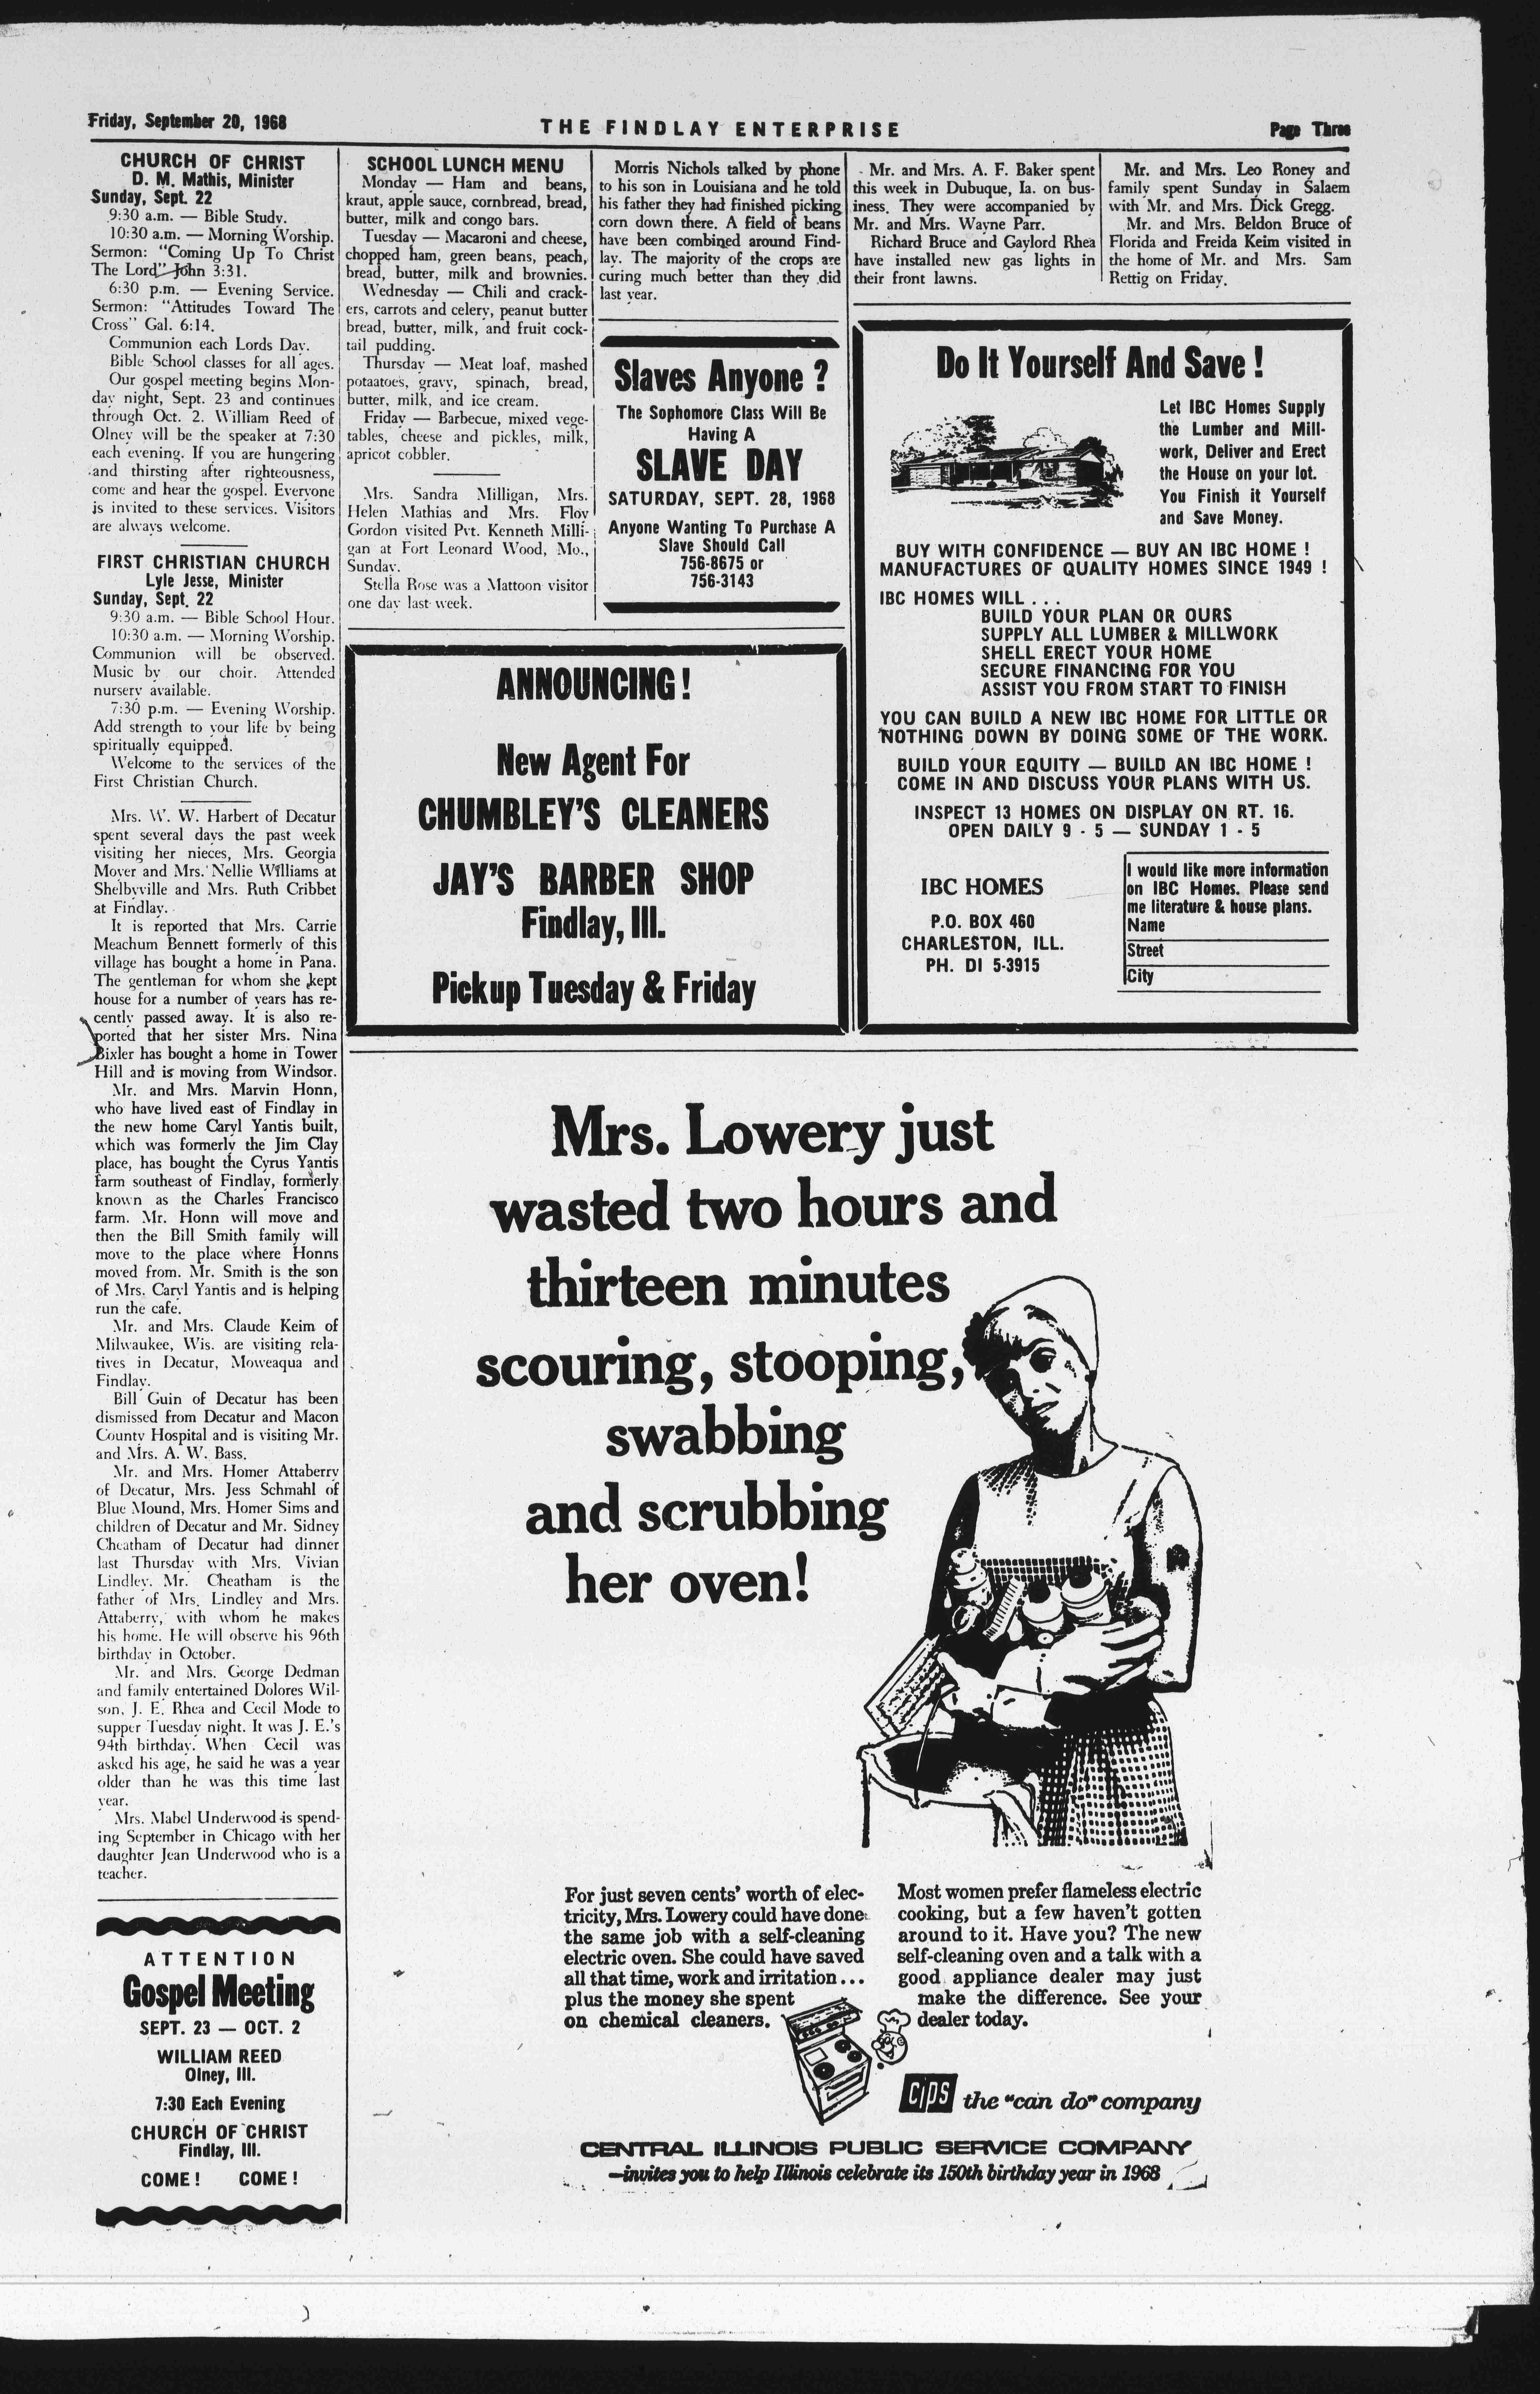 Friday, September 20, 1968
THE FINDLAY ENTERPRISE
Page Three
CHURCH OF CHRIST
D. M. Mathis, Minister
Sunday, Sept. 22
9:30 a.m. — Bible Study.
10:30 a.m. — Morning Worship.
Sermon: "Coming Up To Christ
The Lord" John 3:31.
6:30 p.m. — Evening Service.
Sermon: "Attitudes Toward The
Cross" Gal. 6:14.
Communion each Lords Day.
Bible School classes for all ages.
Our gospel meeting begins Mon-
day night, Sept. 23 and continues
through Oct. 2. William Reed of
Olney will be the speaker at 7:30
each evening. If you are hungering
and thirsting after righteousness,
come and hear the gospel. Everyone
is invited to these services. Visitors
are always welcome.
FIRST CHRISTIAN CHURCH
Lyle Jesse, Minister
Sunday, Sept. 22
9:30 a.m. — Bible School Hour.
10:30 a.m. — Morning Worship.
Communion will be observed.
Music by our choir. Attended
nursery available.
7:30 p.m. — Evening Worship.
Add strength to your life by being
spiritually equipped.
Welcome to the services of the
First Christian Church.
Mrs. W. W. Harbert of Decatur
spent several days the past week
visiting her nieces, Mrs. Georgia
Moyer and Mrs. Nellie Williams at
Shelbyville and Mrs. Ruth Cribbet
at Findlay.
It is reported that Mrs. Carrie
Meachum Bennett formerly of this
village has bought a home in Pana.
The gentleman for whom she kept
house for a number of years has re-
cently passed away. It is also re-
ported that her sister Mrs. Nina
Bixler has bought a home in Tower
Hill and is moving from Windsor.
Mr. and Mrs. Marvin Honn,
who have lived east of Findlay in
the new home Caryl Yantis built,
which was formerly the Jim Clay
place, has bought the Cyrus Yantis
farm southeast of Findlay, formerly
known as the Charles Francisco
farm. Mr. Honn will move and
then the Bill Smith family will
move to the place where Honns
moved from. Mr. Smith is the son
of Mrs. Caryl Yantis and is helping
run the cafe.
Mr. and Mrs. Claude Keim of
Milwaukee, Wis. are visiting rela-
tives in Decatur, Moweaqua and
Findlay.
Bill Guin of Decatur has been
dismissed from Decatur and Macon
County Hospital and is visiting Mr.
and Mrs. A. W. Bass.
Mr. and Mrs. Homer Attaberry
of Decatur, Mrs. Jess Schmahl of
Blue Mound, Mrs. Homer Sims and
children of Decatur and Mr. Sidney
Cheatham of Decatur had dinner
last Thursday with Mrs. Vivian
Lindley. Mr. Cheatham is the
father of Mrs. Lindley and Mrs.
Attaberry, with whom he makes
his home. He will observe his 96th
birthday in October.
Mr. and Mrs. George Dedman
and family entertained Dolores Wil-
son, J. E. Rhea and Cecil Mode to
supper Tuesday night. It was J. E.'s
94th birthday. When Cecil was
asked his age, he said he was a year
older than he was this time last
year.
Mrs. Mabel Underwood is spend-
ing September in Chicago with her
daughter Jean Underwood who is a
teacher.
ATTENTION
Gospel Meeting
SEPT. 23 — OCT. 2
WILLIAM REED
Olney, Ill.
7:30 Each Evening
CHURCH OF CHRIST
Findlay, Ill.
COME! COME!
SCHOOL LUNCH MENU
Monday — Ham and beans,
kraut, apple sauce, cornbread, bread,
butter, milk and congo bars.
Tuesday — Macaroni and cheese,
chopped ham, green beans, peach,
bread, butter, milk and brownies.
Wednesday — Chili and crack-
ers, carrots and celery, peanut butter
bread, butter, milk, and fruit cock-
tail pudding.
Thursday — Meat loaf, mashed
potaatoes, gravy, spinach, bread,
butter, milk, and ice cream.
Friday — Barbecue, mixed vege-
tables, cheese and pickles, milk,
apricot cobbler.
Mrs. Sandra Milligan, Mrs.
Helen Mathias and Mrs. Floy
Gordon visited Pvt. Kenneth Milli-
gan at Fort Leonard Wood, Mo.,
Sunday.
Stella Rose was a Mattoon visitor
one day last week.
Morris Nichols talked by phone
to his son in Louisiana and he told
his father they had finished picking
corn down there. A field of beans
have been combined around Find-
lay. The majority of the crops are
curing much better than they did
last year.
Slaves Anyone ?
The Sophomore Class Will Be
Having A
SLAVE DAY
SATURDAY, SEPT. 28, 1968
Anyone Wanting To Purchase A
Slave Should Call
756-8675 or
756-3143
Mr. and Mrs. A. F. Baker spent
this week in Dubuque, Ia. on bus-
iness. They were accompanied by
Mr. and Mrs. Wayne Parr.
Richard Bruce and Gaylord Rhea
have installed new gas lights in
their front lawns.
Mr. and Mrs. Leo Roney and
family spent Sunday in Salaem
with Mr. and Mrs. Dick Gregg.
Mr. and Mrs. Beldon Bruce of
Florida and Freida Keim visited in
the home of Mr. and Mrs. Sam
Rettig on Friday.
ANNOUNCING!
New Agent For
CHUMBLEY'S CLEANERS
JAY'S BARBER SHOP
Findlay, Ill.
Pickup Tuesday & Friday
Do It Yourself And Save !
Let IBC Homes Supply
the Lumber and Mill-
work, Deliver and Erect
the House on your lot.
You Finish it Yourself
and Save Money.
BUY WITH CONFIDENCE — BUY AN IBC HOME !
MANUFACTURES OF QUALITY HOMES SINCE 1949 !
IBC HOMES WILL . . .
BUILD YOUR PLAN OR OURS
SUPPLY ALL LUMBER & MILLWORK
SHELL ERECT YOUR HOME
SECURE FINANCING FOR YOU
ASSIST YOU FROM START TO FINISH
YOU CAN BUILD A NEW IBC HOME FOR LITTLE OR
NOTHING DOWN BY DOING SOME OF THE WORK.
BUILD YOUR EQUITY — BUILD AN IBC HOME !
COME IN AND DISCUSS YOUR PLANS WITH US.
INSPECT 13 HOMES ON DISPLAY ON RT. 16.
OPEN DAILY 9 - 5 — SUNDAY 1 - 5
IBC HOMES
P.O. BOX 460
CHARLESTON, ILL.
PH. DI 5-3915
I would like more information
on IBC Homes. Please send
me literature & house plans.
Name
Street
City
Mrs. Lowery just
wasted two hours and
thirteen minutes
scouring, stooping,
swabbing
and scrubbing
her oven!
For just seven cents' worth of elec-
tricity, Mrs. Lowery could have done
the same job with a self-cleaning
electric oven. She could have saved
all that time, work and irritation...
plus the money she spent
on chemical cleaners.
Most women prefer flameless electric
cooking, but a few haven't gotten
around to it. Have you? The new
self-cleaning oven and a talk with a
good appliance dealer may just
make the difference. See your
dealer today.
CIPS the "can do" company
CENTRAL ILLINOIS PUBLIC SERVICE COMPANY
—invites you to help Illinois celebrate its 150th birthday year in 1968